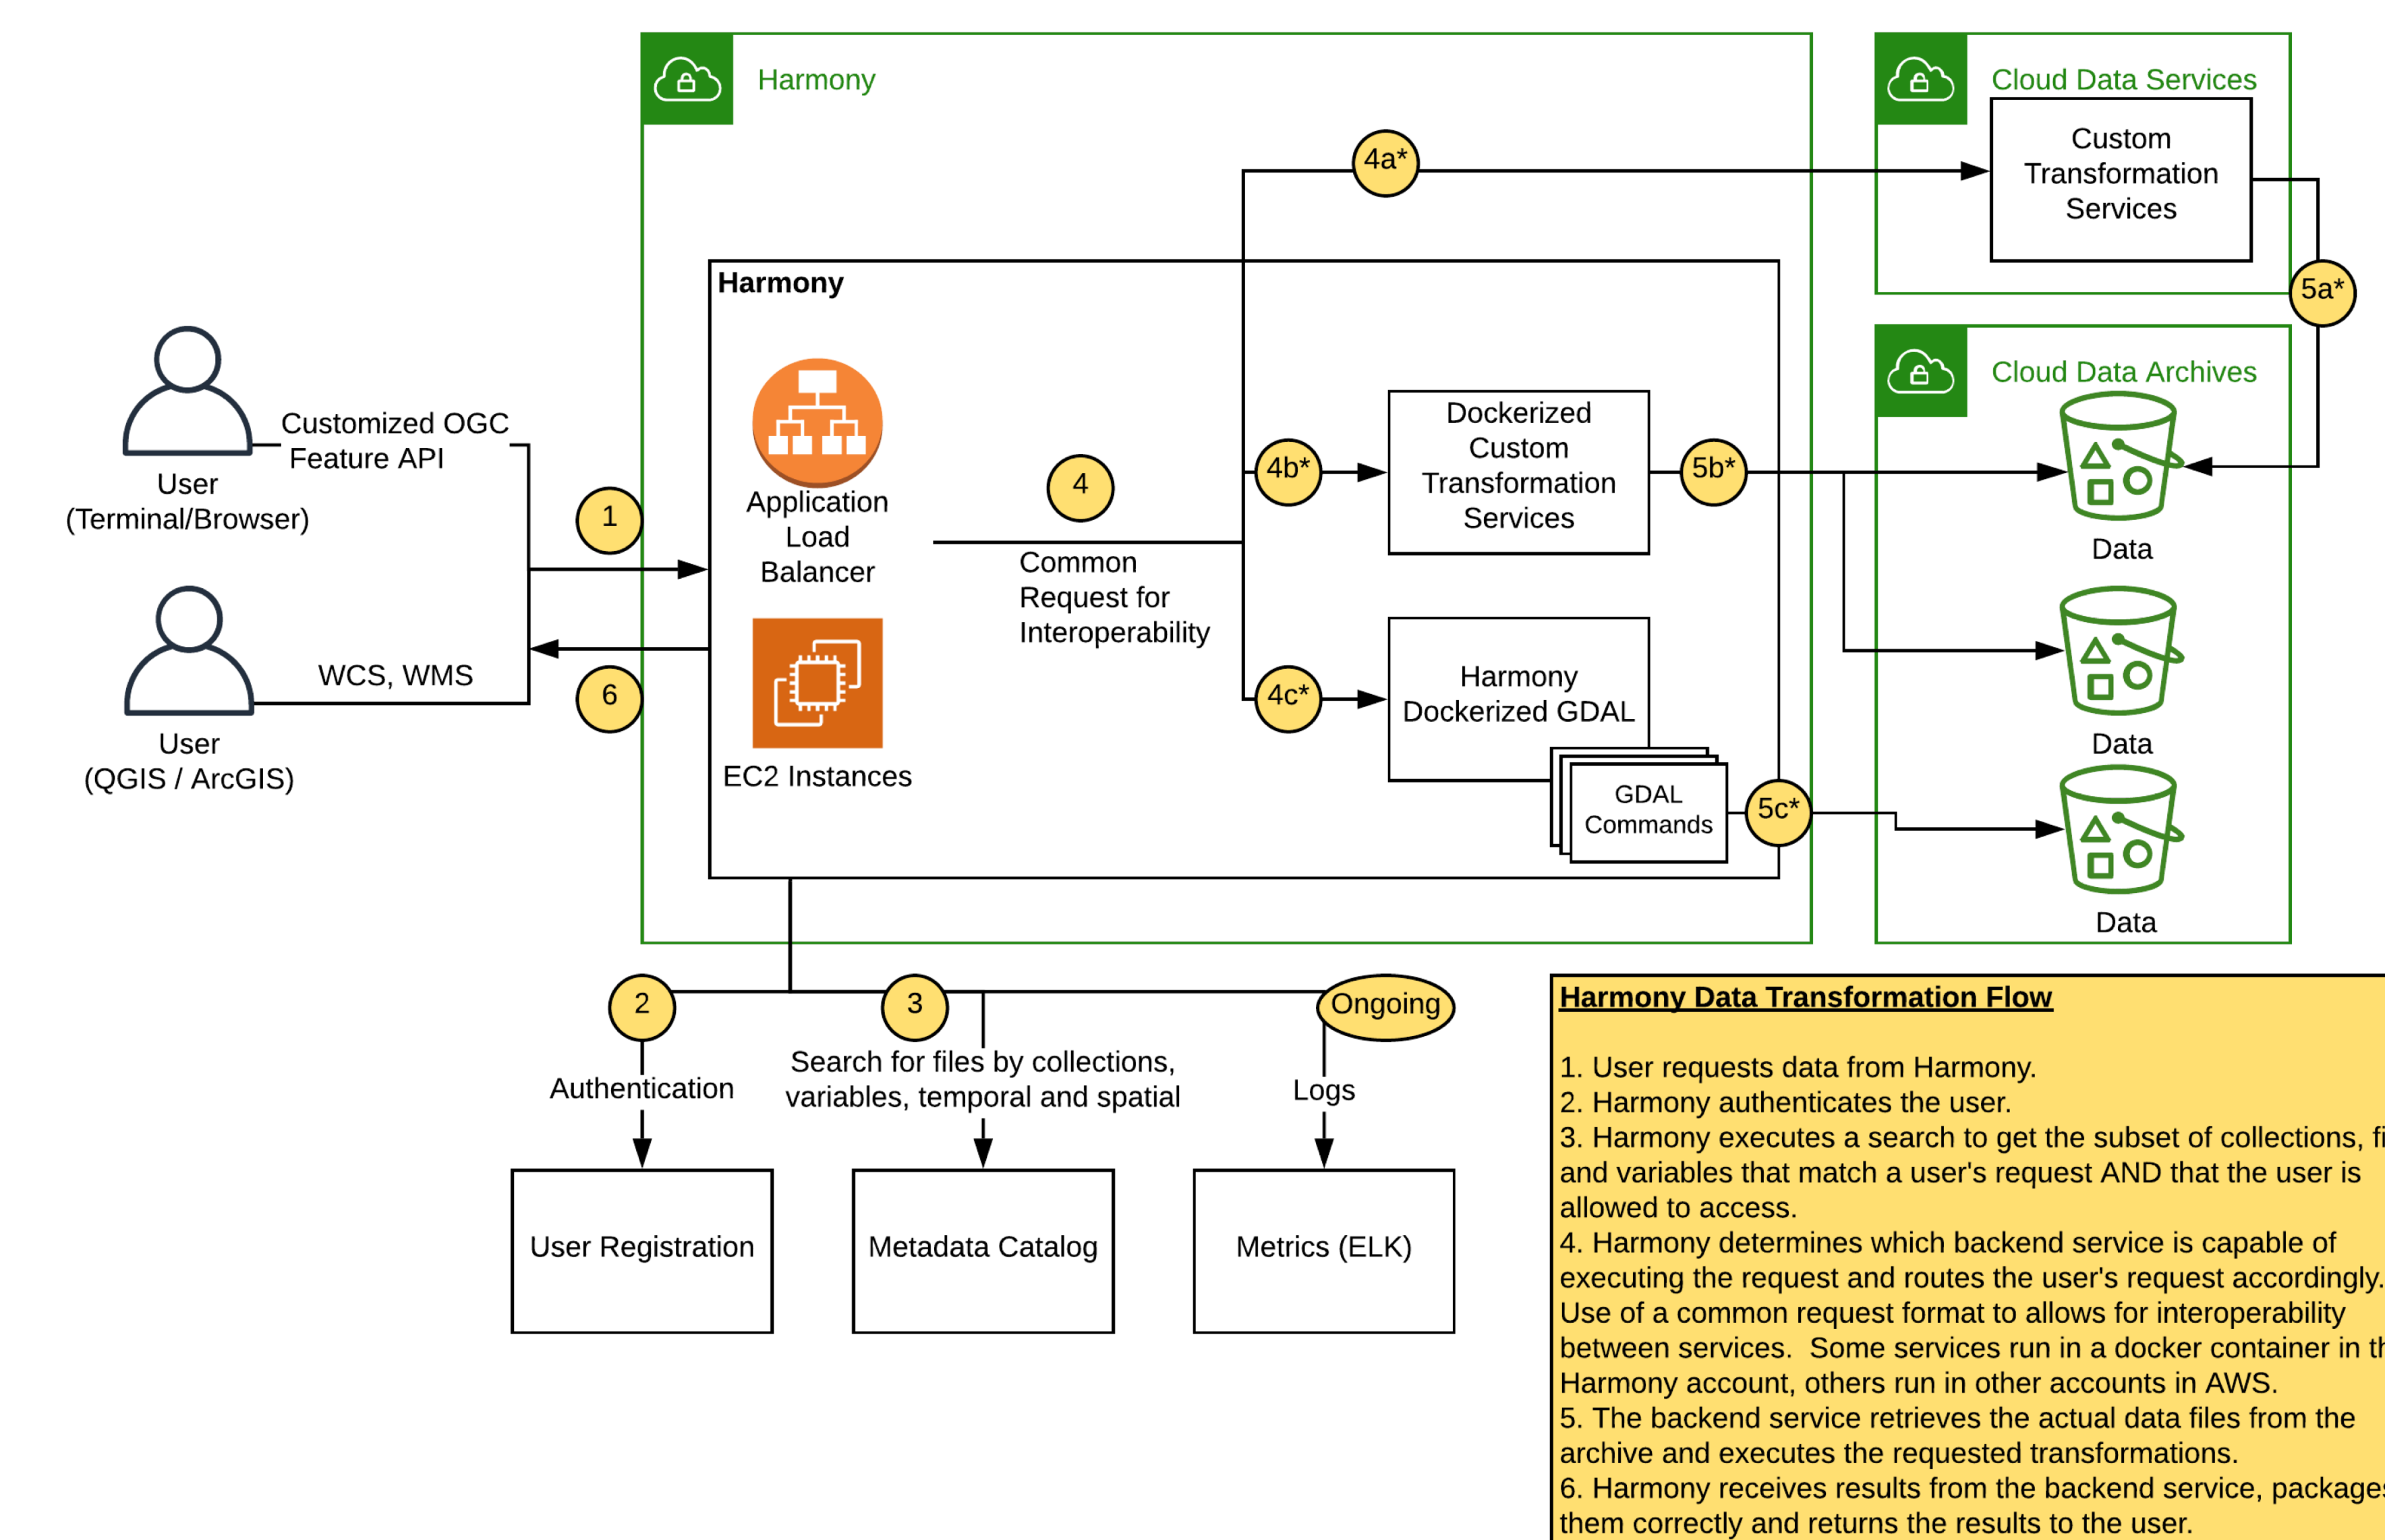 Harmony
Cloud Data Services
Custom
Transformation
Services
4a*
5a*
Harmony
Cloud Data Archives
Customized OGC
Feature API
User
(Terminal/Browser)
1
Application
Load
Balancer
4
Common
Request for
Interoperability
4b*
Dockerized
Custom
Transformation
Services
5b*
Data
WCS, WMS
6
User
(QGIS / ArcGIS)
EC2 Instances
4c*
Harmony
Dockerized GDAL
GDAL
Commands
5c*
Data
Data
2
3
Ongoing
Authentication
Search for files by collections,
variables, temporal and spatial
Logs
User Registration
Metadata Catalog
Metrics (ELK)
Harmony Data Transformation Flow
1. User requests data from Harmony.
2. Harmony authenticates the user.
3. Harmony executes a search to get the subset of collections,
and variables that match a user's request AND that the user is
allowed to access.
4. Harmony determines which backend service is capable of
executing the request and routes the user's request accordingly.
Use of a common request format to allows for interoperability
between services.  Some services run in a docker container in
Harmony account, others run in other accounts in AWS.
5. The backend service retrieves the actual data files from the
archive and executes the requested transformations.
6. Harmony receives results from the backend service, packages
them correctly and returns the results to the user.